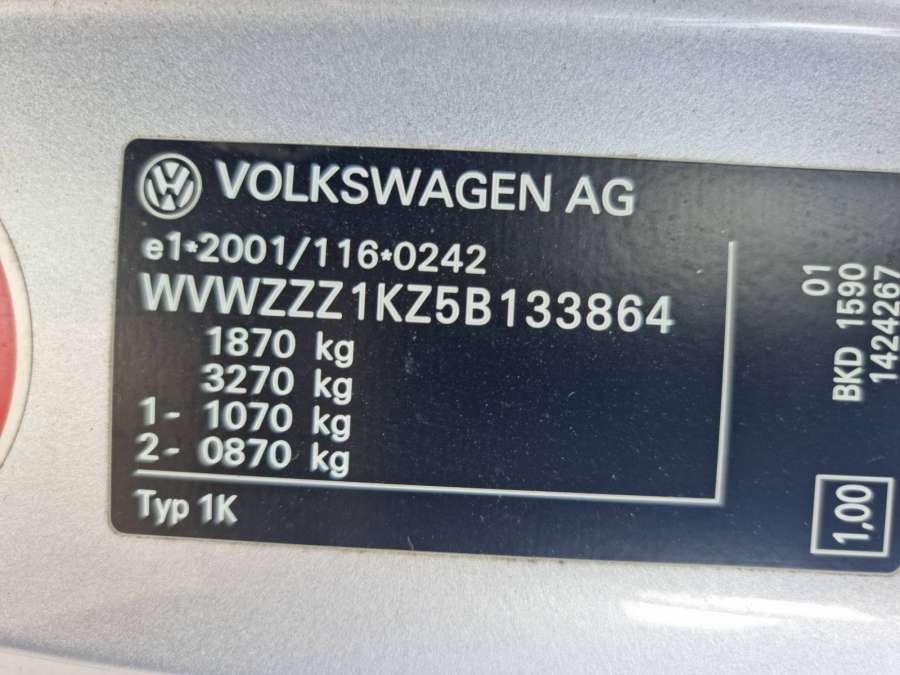 VOLKSWAGEN AG
e1*2001/116*0242
WVWZZZ1KZ5B133864
1870 kg
3270 kg
1- 1070 kg
2- 0870 kg
Typ 1K
01
BKD 1590
1424267
1,00